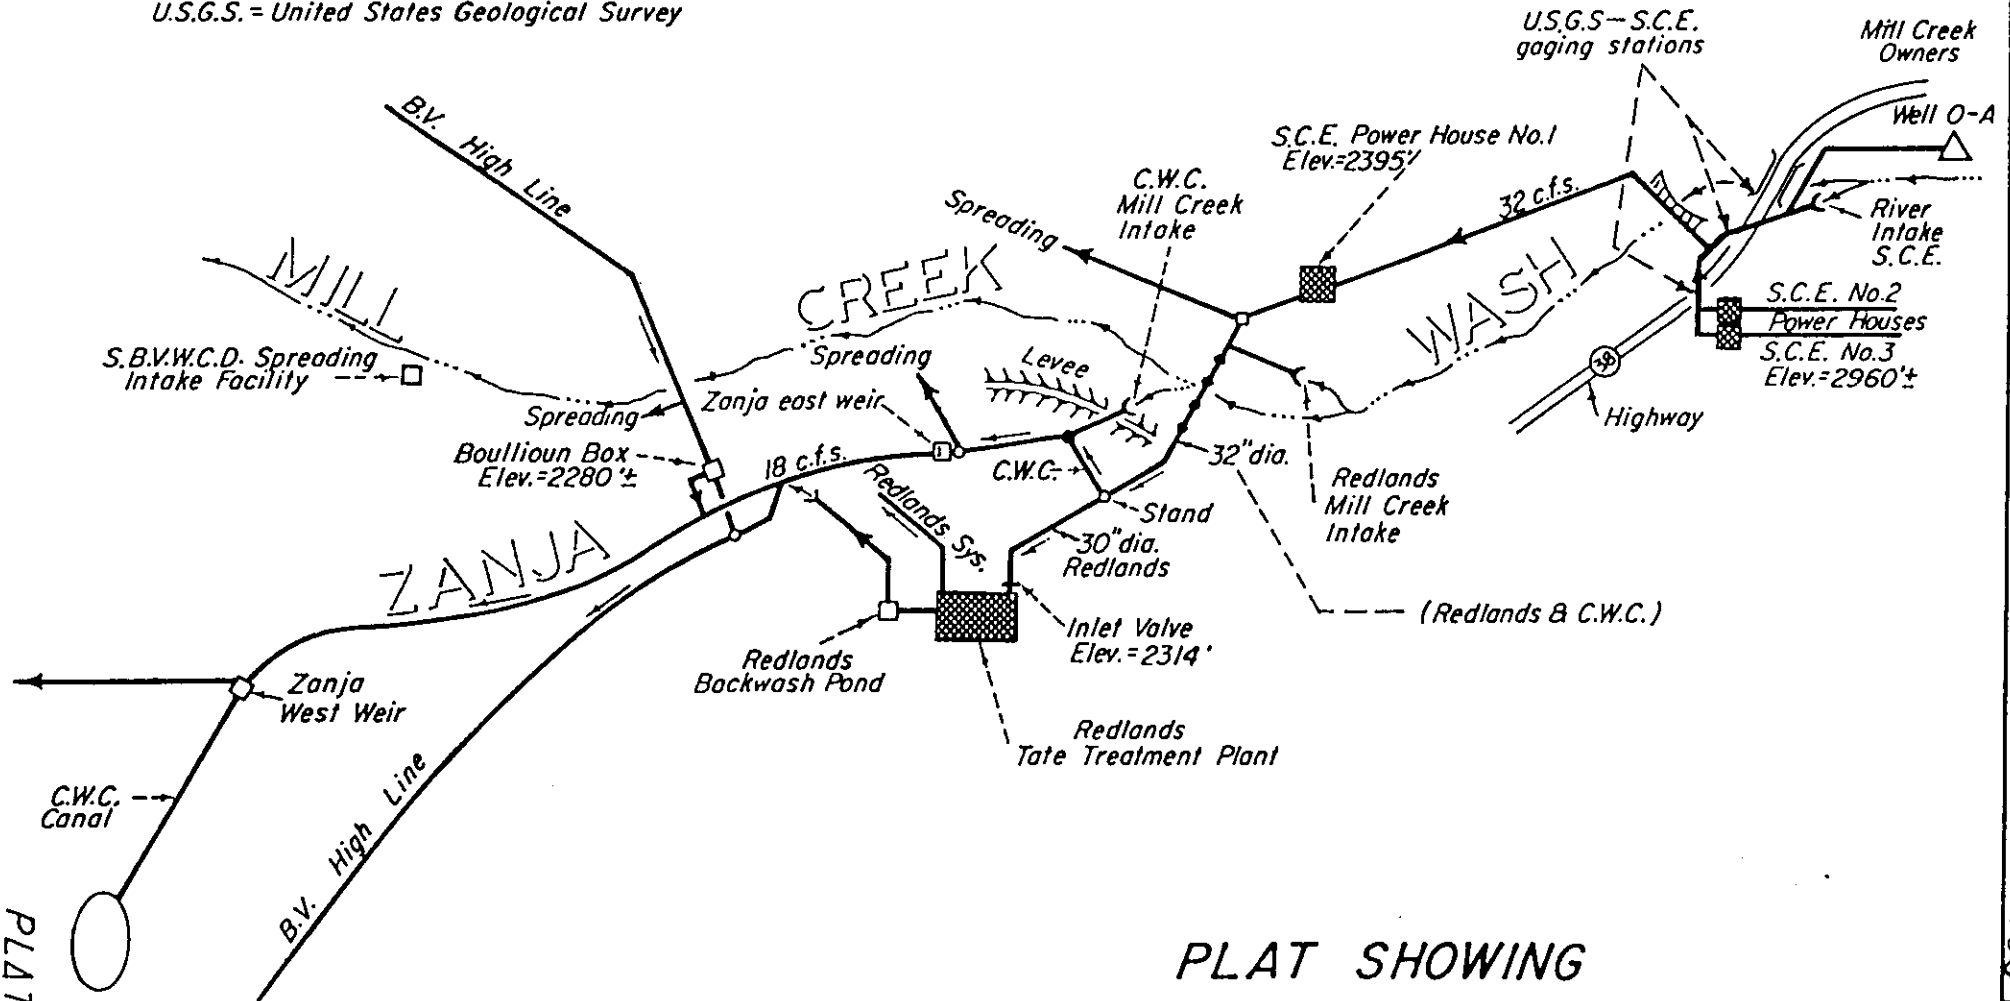 U.S.G.S. = United States Geological Survey
U.S.G.S – S.C.E.
gaging stations
Mill Creek
Owners
Well O-A
B.V. High Line
S.C.E. Power House No.1
Elev.=2395'
C.W.C.
Mill Creek
Intake
Spreading
32 c.f.s.
River
Intake
S.C.E.
MILL CREEK WASH
S.C.E. No.2
Power Houses
S.C.E. No.3
Elev.=2960'±
38
Highway
S.B.V.W.C.D. Spreading
Intake Facility
Spreading
Levee
Spreading
Zanja east weir
Boullioun Box
Elev.=2280'±
18 c.f.s.
Redlands Sys.
C.W.C.
32" dia.
Redlands
Mill Creek
Intake
Stand
30" dia.
Redlands
ZANJA
(Redlands & C.W.C.)
Inlet Valve
Elev.=2314'
Redlands
Backwash Pond
Zanja
West Weir
Redlands
Tate Treatment Plant
C.W.C.
Canal
B.V. High Line
PLAT SHOWING